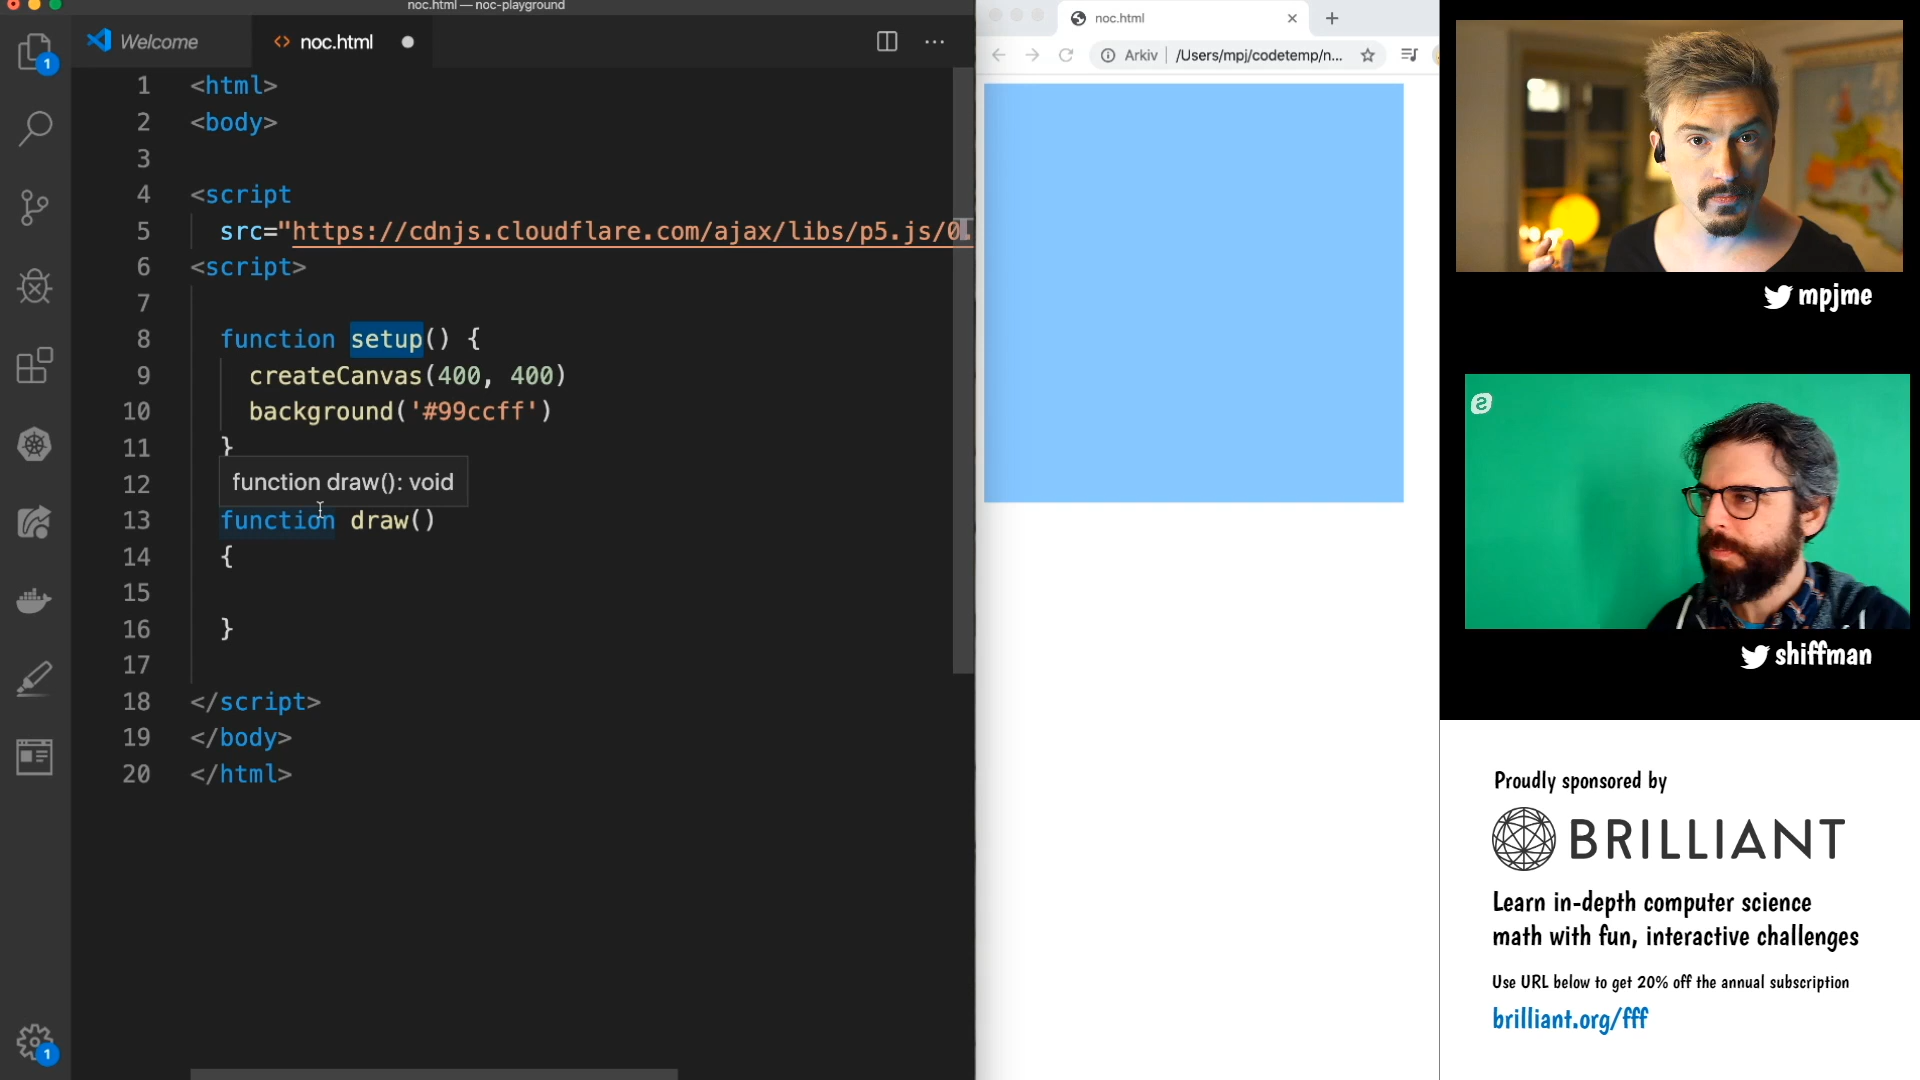 noc.html — noc-playground
Welcome
noc.html
1
1 <html>
2 <body>
3
4 <script
5 src="https://cdnjs.cloudflare.com/ajax/libs/p5.js/0.
6 <script>
7
8 function setup() {
9 createCanvas(400, 400)
10 background('#99ccff')
11 }
12
function draw(): void
13 function draw()
14 {
15
16 }
17
18 </script>
19 </body>
20 </html>
1
noc.html
Arkiv
/Users/mpj/codetemp/n...
mpjme
shiffman
Proudly sponsored by
BRILLIANT
Learn in-depth computer science
math with fun, interactive challenges
Use URL below to get 20% off the annual subscription
brilliant.org/fff